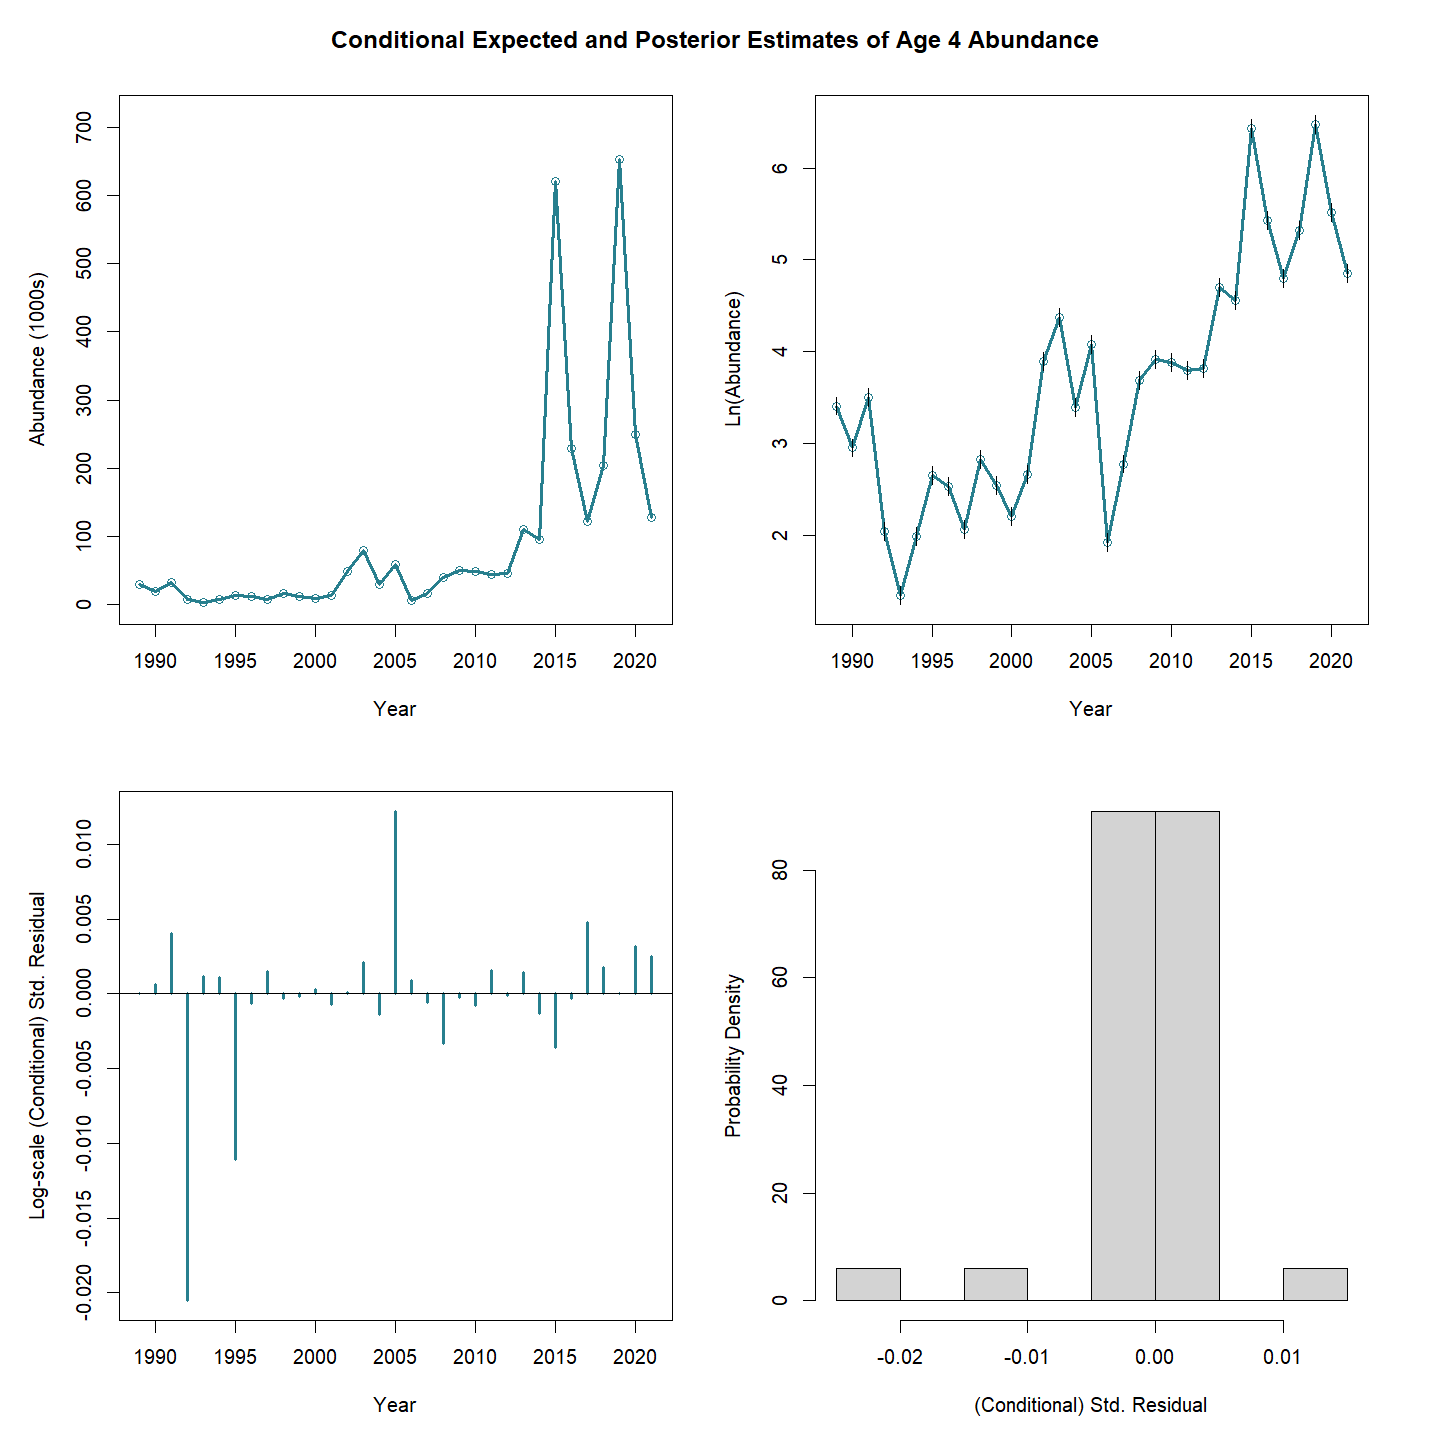 Conditional Expected and Posterior Estimates of Age 4 Abundance
Abundance (1000s)
700
600
500
400
300
200
100
0
1990 1995 2000 2005 2010 2015 2020
Year
Ln(Abundance)
6
5
4
3
2
1990 1995 2000 2005 2010 2015 2020
Year
Log-scale (Conditional) Std. Residual
0.010
0.005
0.000
-0.005
-0.010
-0.015
-0.020
1990 1995 2000 2005 2010 2015 2020
Year
Probability Density
80
60
40
20
0
-0.02 -0.01 0.00 0.01
(Conditional) Std. Residual